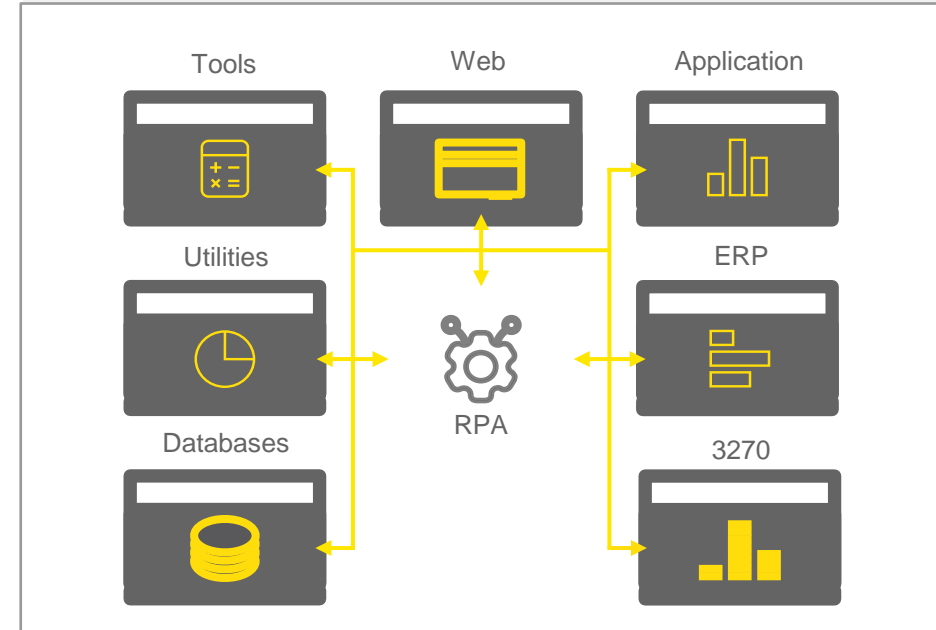 Tools
Web
Application
Utilities
ERP
RPA
Databases
3270